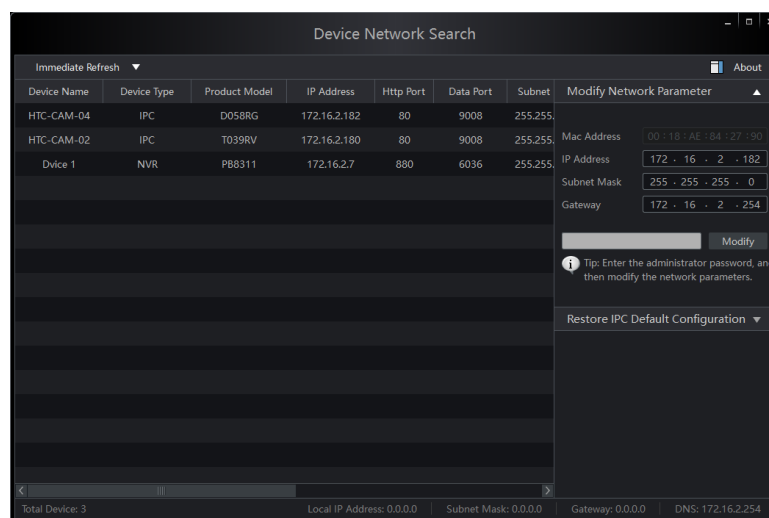 Device Network Search
Immediate Refresh ▼ About
Device Name Device Type Product Model IP Address Http Port Data Port Subnet
HTC-CAM-04 IPC D058RG 172.16.2.182 80 9008 255.255.
HTC-CAM-02 IPC T039RV 172.16.2.180 80 9008 255.255.
Dvice 1 NVR PB8311 172.16.2.7 880 6036 255.255.
Modify Network Parameter ▲
Mac Address 00 : 18 : AE : 84 : 27 : 90
IP Address 172 . 16 . 2 . 182
Subnet Mask 255 . 255 . 255 . 0
Gateway 172 . 16 . 2 . 254
Modify
Tip: Enter the administrator password, an
then modify the network parameters.
Restore IPC Default Configuration ▼
Total Device: 3 Local IP Address: 0.0.0.0 Subnet Mask: 0.0.0.0 Gateway: 0.0.0.0 DNS: 172.16.2.254